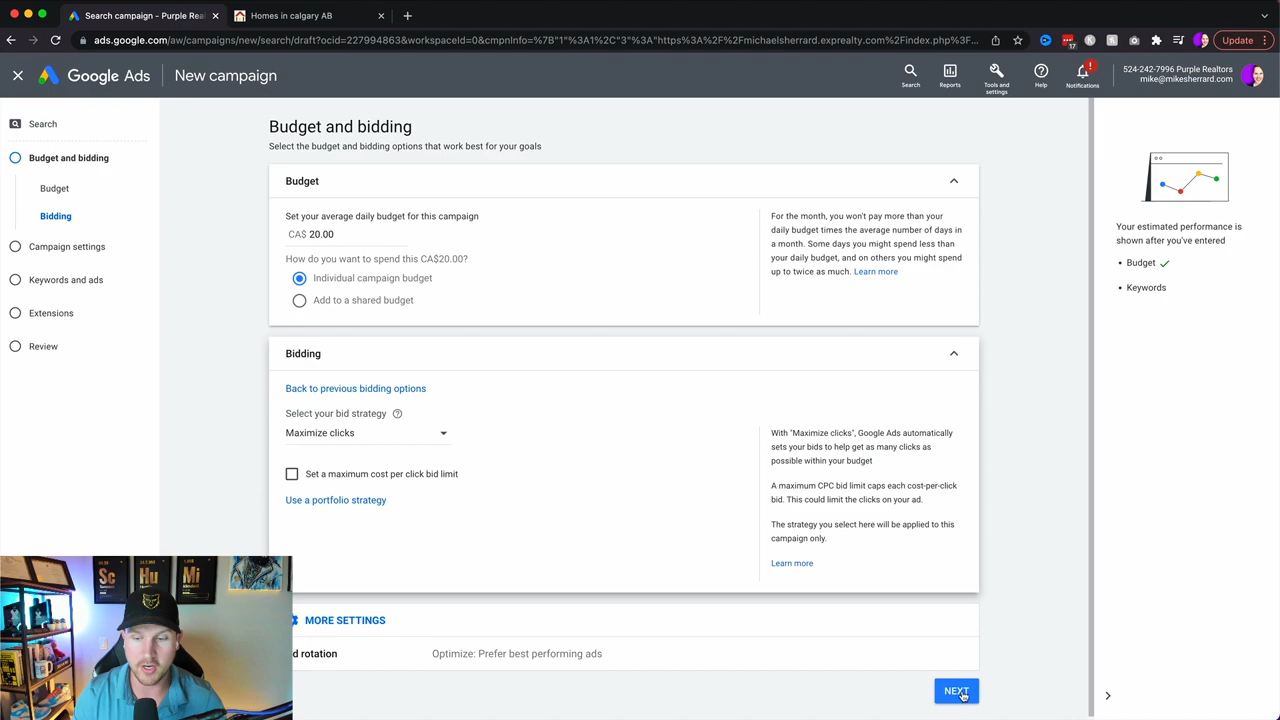 Search campaign - Purple Rea
Homes in calgary AB
ads.google.com/aw/campaigns/new/search/draft?ocid=227994863&workspaceId=0&cmpnInfo=%7B"1"%3A1%2C"3"%3A"https%3A%2F%2Fmichaelsherrard.exprealty.com%2Findex.php%3F...
17
Update
Google Ads
New campaign
Search
Reports
Tools and settings
Help
!
Notifications
524-242-7996 Purple Realtors
mike@mikesherrard.com
Search
Budget and bidding
Budget
Bidding
Campaign settings
Keywords and ads
Extensions
Review
Budget and bidding
Select the budget and bidding options that work best for your goals
Budget
Set your average daily budget for this campaign
CA$ 20.00
How do you want to spend this CA$20.00?
Individual campaign budget
Add to a shared budget
For the month, you won't pay more than your
daily budget times the average number of days in
a month. Some days you might spend less than
your daily budget, and on others you might spend
up to twice as much. Learn more
Bidding
Back to previous bidding options
Select your bid strategy
Maximize clicks
Set a maximum cost per click bid limit
Use a portfolio strategy
With "Maximize clicks", Google Ads automatically
sets your bids to help get as many clicks as
possible within your budget
A maximum CPC bid limit caps each cost-per-click
bid. This could limit the clicks on your ad.
The strategy you select here will be applied to this
campaign only.
Learn more
MORE SETTINGS
d rotation
Optimize: Prefer best performing ads
NEXT
Your estimated performance is
shown after you've entered
• Budget
• Keywords
Sc
Hu
Mi